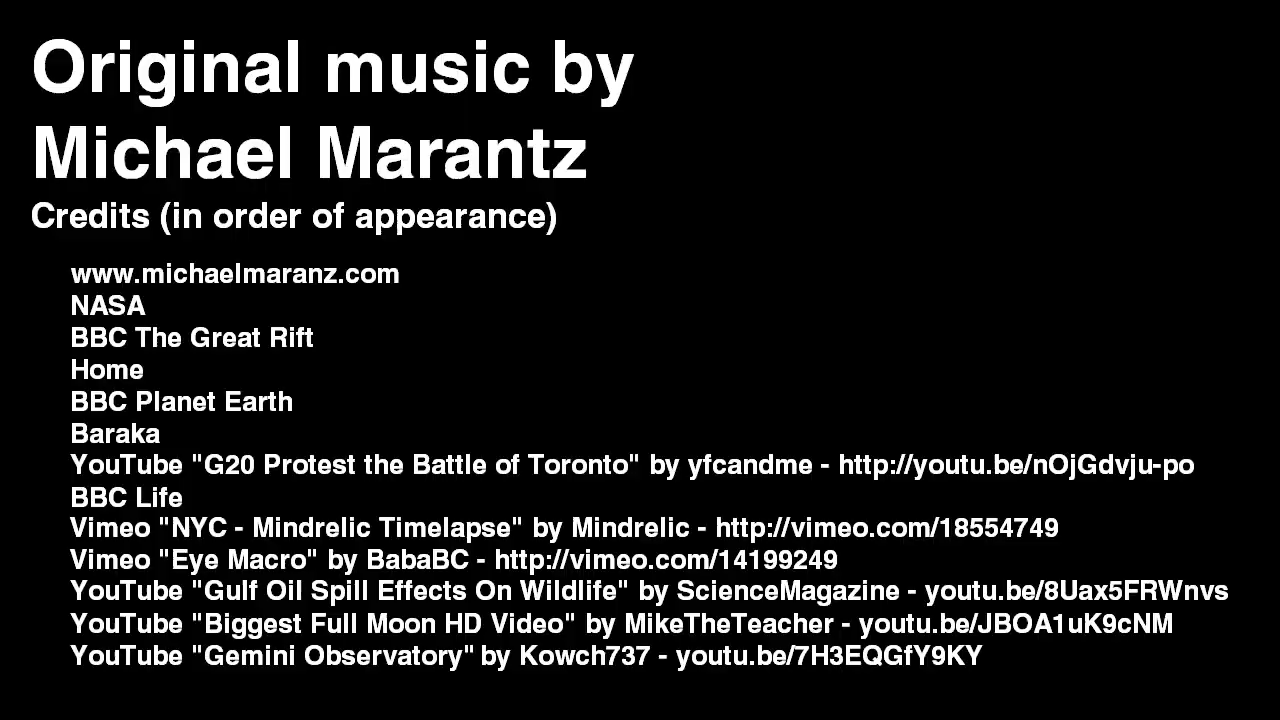 Original music by
Michael Marantz
Credits (in order of appearance)
www.michaelmaranz.com
NASA
BBC The Great Rift
Home
BBC Planet Earth
Baraka
YouTube "G20 Protest the Battle of Toronto" by yfcandme - http://youtu.be/nOjGdvju-po
BBC Life
Vimeo "NYC - Mindrelic Timelapse" by Mindrelic - http://vimeo.com/18554749
Vimeo "Eye Macro" by BabaBC - http://vimeo.com/14199249
YouTube "Gulf Oil Spill Effects On Wildlife" by ScienceMagazine - youtu.be/8Uax5FRWnvs
YouTube "Biggest Full Moon HD Video" by MikeTheTeacher - youtu.be/JBOA1uK9cNM
YouTube "Gemini Observatory" by Kowch737 - youtu.be/7H3EQGfY9KY